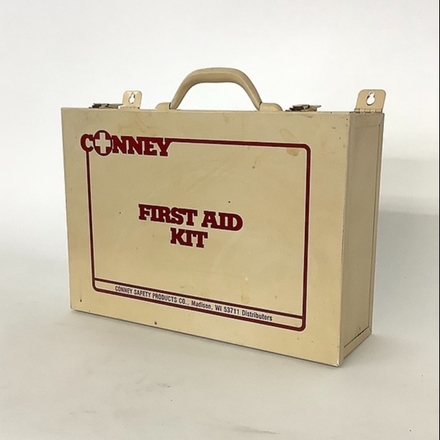 CONNEY
FIRST AID
KIT
CONNEY SAFETY PRODUCTS CO., Madison, WI 53711 Distributors